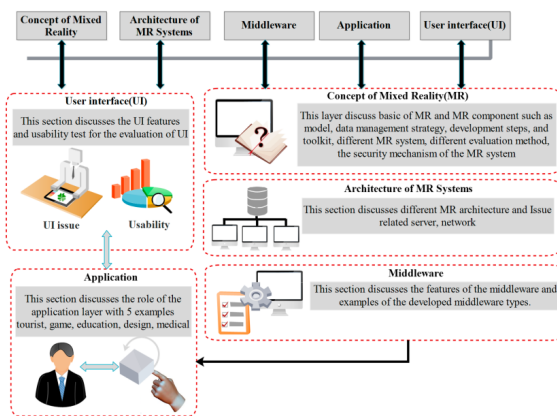 Concept of Mixed
Reality
Architecture of
MR Systems
Middleware
Application
User interface(UI)
User interface(UI)
This section discusses the UI features
and usability test for the evaluation of UI
UI issue
Usability
Application
This section discusses the role of the
application layer with 5 examples
tourist, game, education, design, medical
Concept of Mixed Reality(MR)
This layer discuss basic of MR and MR component such as
model, data management strategy, development steps, and
toolkit, different MR system, different evaluation method,
the security mechanism of the MR system
?
Architecture of MR Systems
This section discusses different MR architecture and Issue
related server, network
Middleware
This section discusses the features of the middleware and
examples of the developed middleware types.